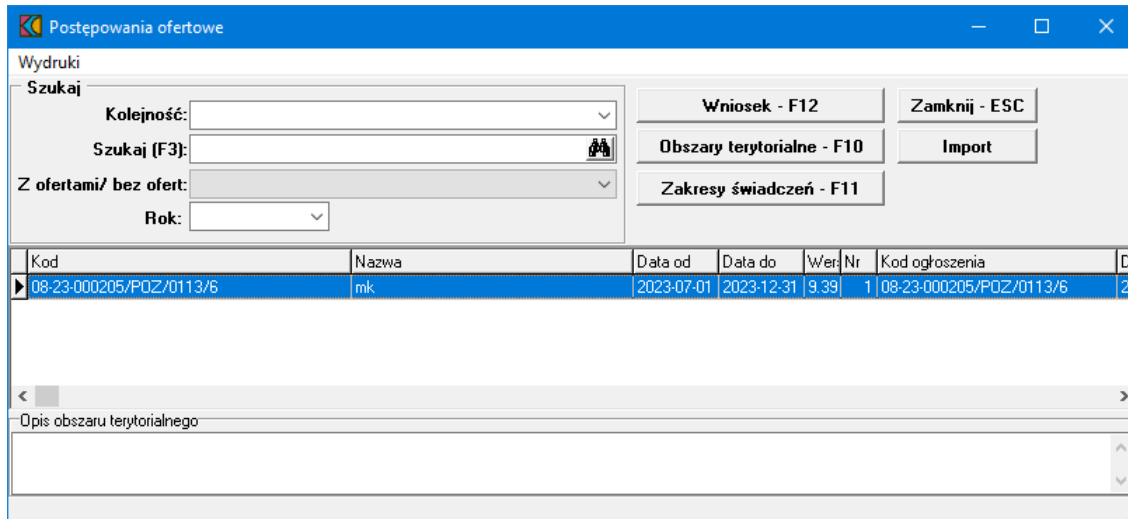 Postępowania ofertowe
Wydruki
Szukaj
Kolejność:
Szukaj (F3):
Z ofertami/ bez ofert:
Rok:
Wniosek - F12
Zamknij - ESC
Obszary terytorialne - F10
Import
Zakresy świadczeń - F11
Kod Nazwa Data od Data do Wer: Nr Kod ogłoszenia D
08-23-000205/POZ/0113/6 mk 2023-07-01 2023-12-31 9.39 1 08-23-000205/POZ/0113/6 2
Opis obszaru terytorialnego